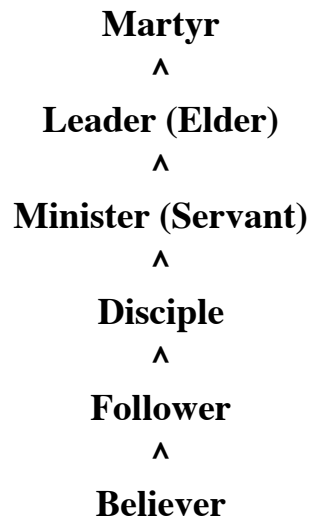 Martyr
^
Leader (Elder)
^
Minister (Servant)
^
Disciple
^
Follower
^
Believer